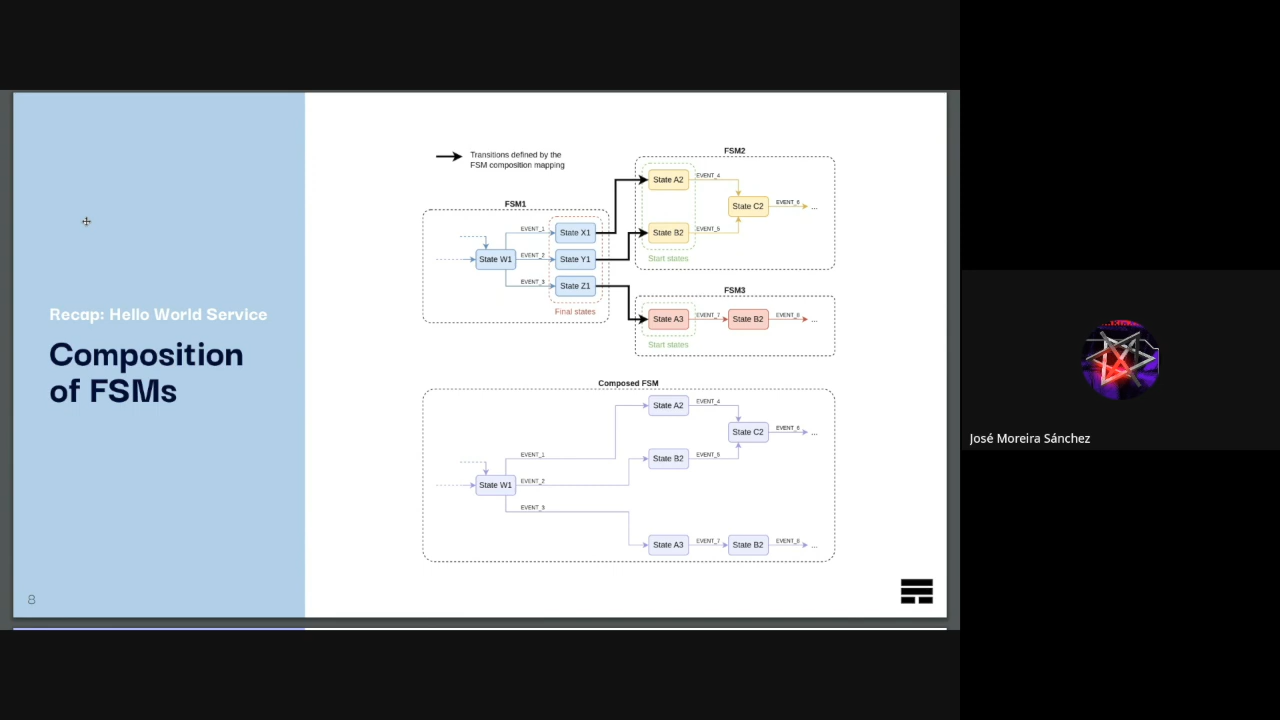 Recap: Hello World Service
Composition
of FSMs
8
Transitions defined by the
FSM composition mapping
FSM1
State W1
EVENT_1
EVENT_2
EVENT_3
State X1
State Y1
State Z1
Final states
FSM2
State A2
EVENT_4
State C2
EVENT_6
...
State B2
EVENT_5
Start states
FSM3
State A3
EVENT_7
State B2
EVENT_8
...
Start states
Composed FSM
State A2
EVENT_4
State C2
EVENT_6
...
EVENT_1
State B2
EVENT_5
State W1
EVENT_2
EVENT_3
State A3
EVENT_7
State B2
EVENT_8
...
José Moreira Sánchez